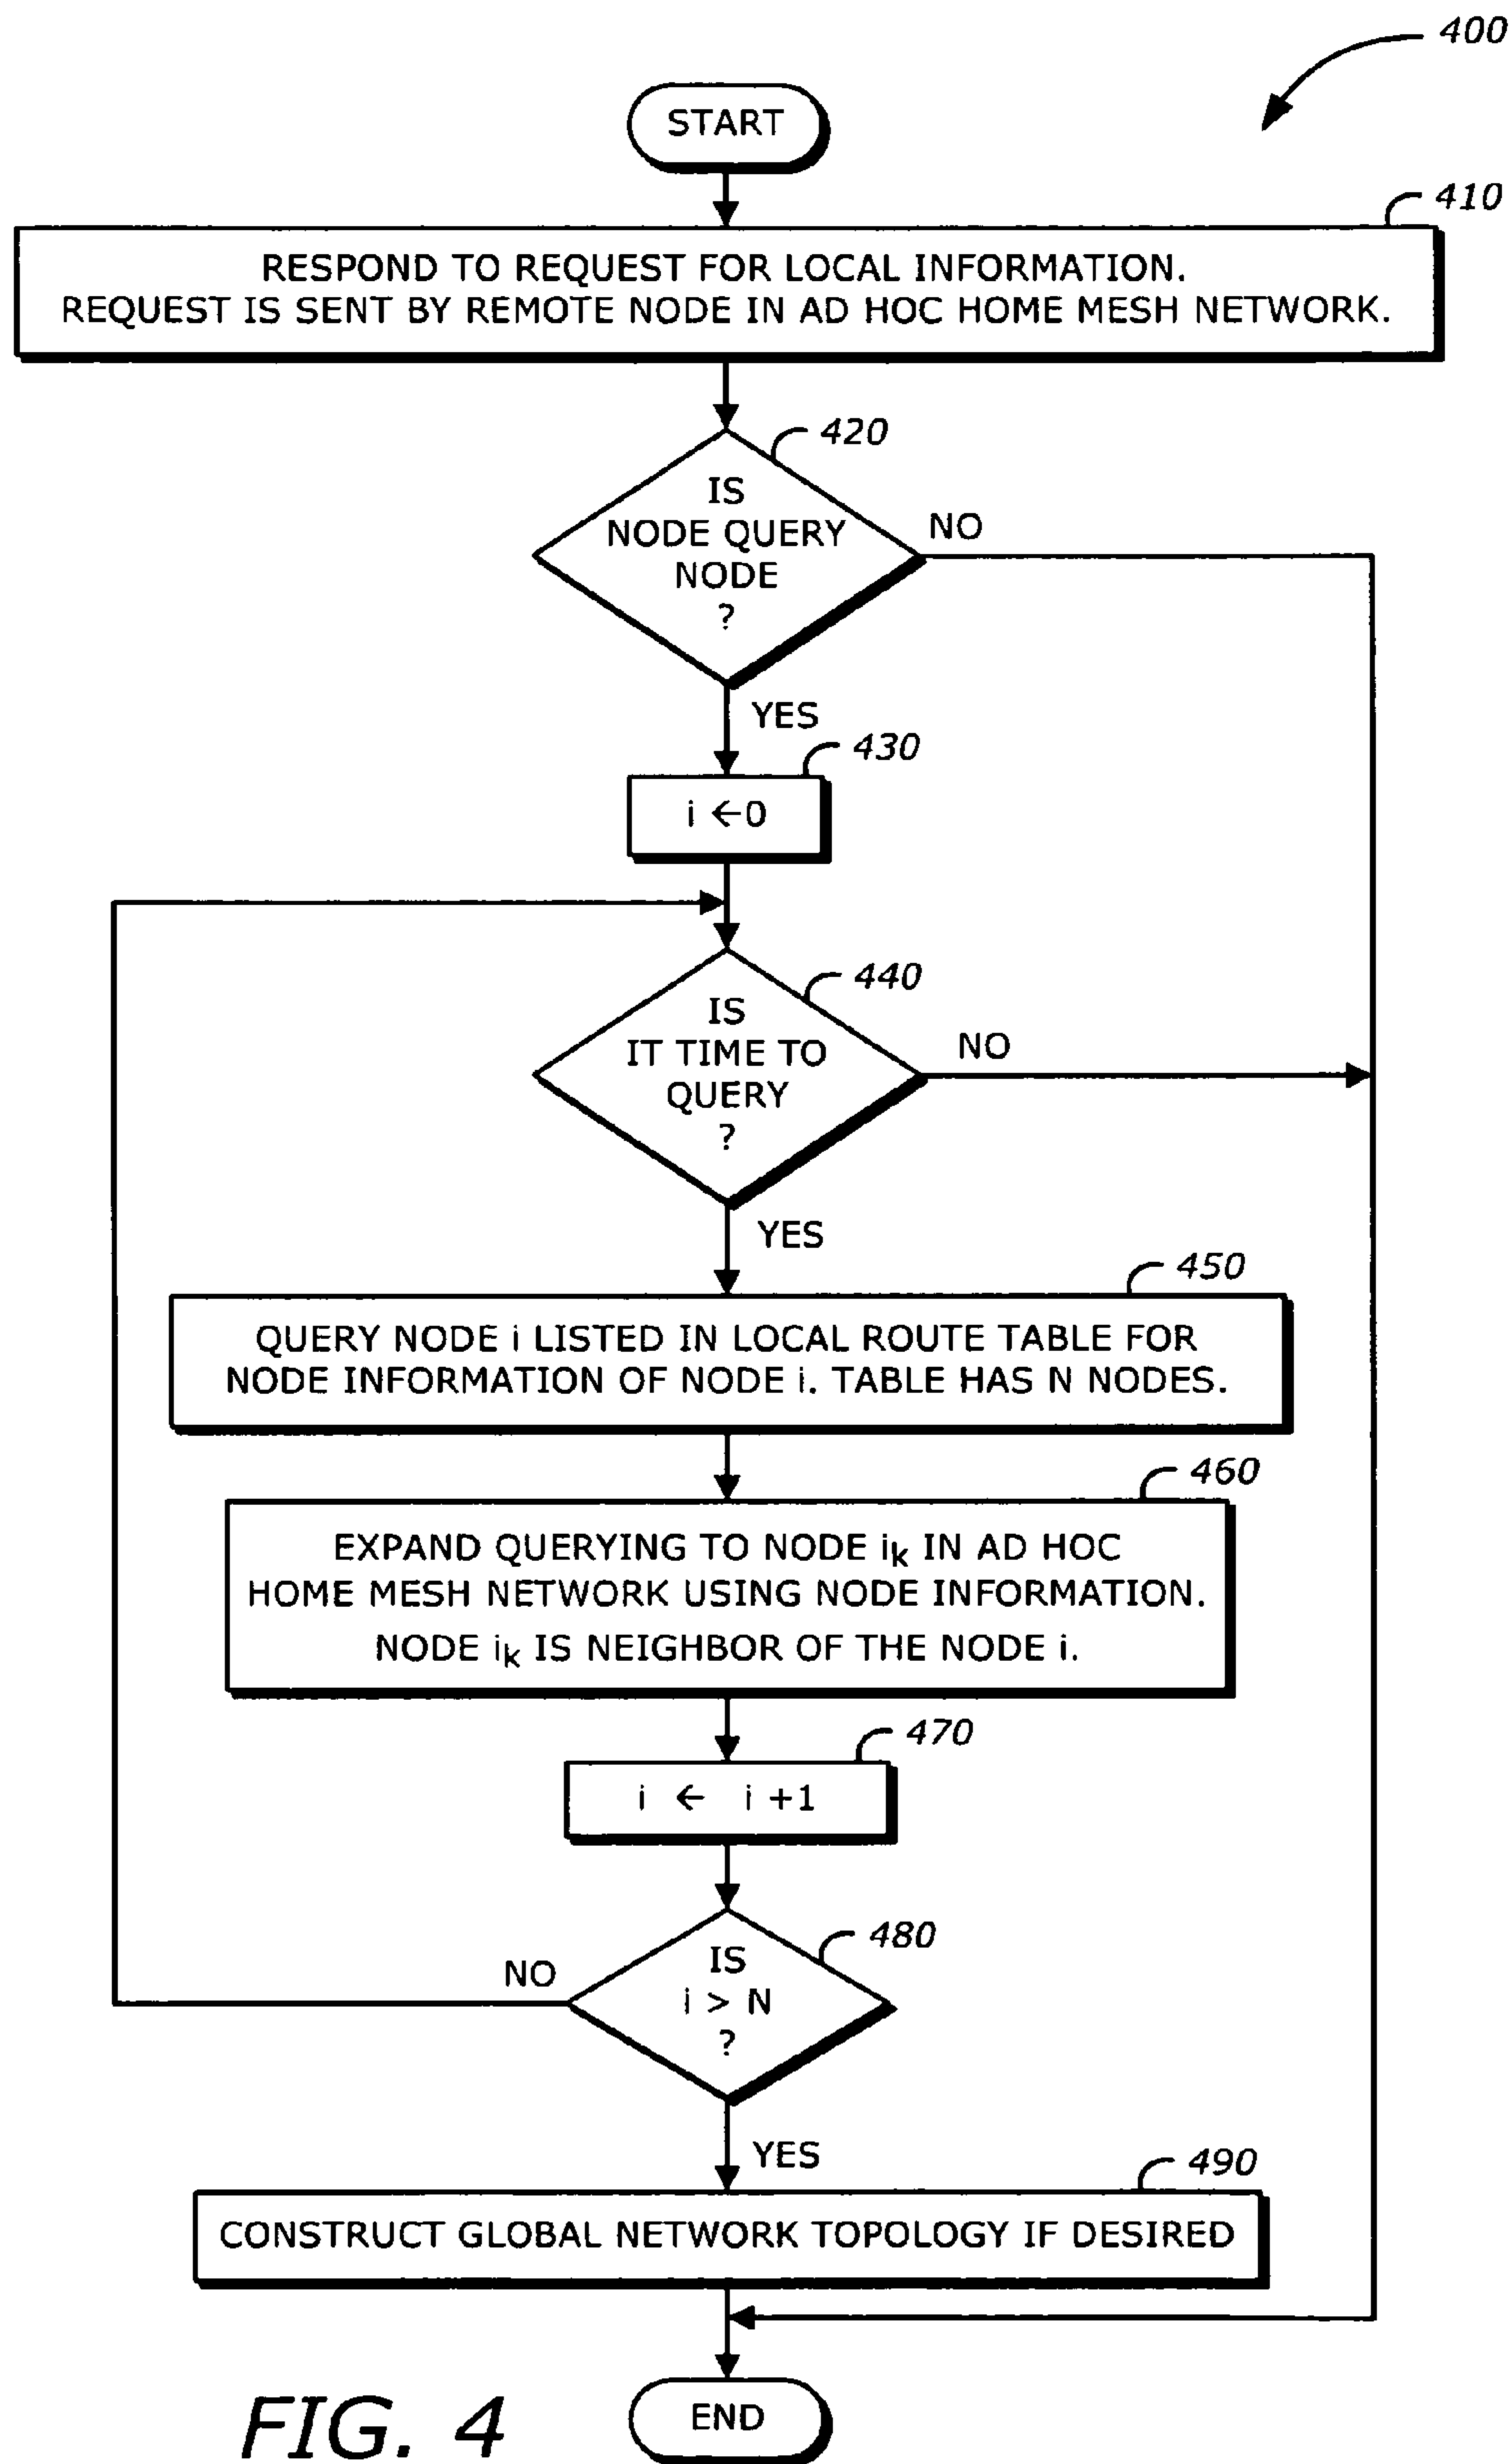 400
START
410
RESPOND TO REQUEST FOR LOCAL INFORMATION.
REQUEST IS SENT BY REMOTE NODE IN AD HOC HOME MESH NETWORK.
420
IS
NODE QUERY
NODE
?
NO
YES
430
i ←0
440
IS
IT TIME TO
QUERY
?
NO
YES
450
QUERY NODE i LISTED IN LOCAL ROUTE TABLE FOR
NODE INFORMATION OF NODE i. TABLE HAS N NODES.
460
EXPAND QUERYING TO NODE iₖ IN AD HOC
HOME MESH NETWORK USING NODE INFORMATION.
NODE iₖ IS NEIGHBOR OF THE NODE i.
470
i ← i +1
480
IS
i > N
?
NO
YES
490
CONSTRUCT GLOBAL NETWORK TOPOLOGY IF DESIRED
END
FIG. 4